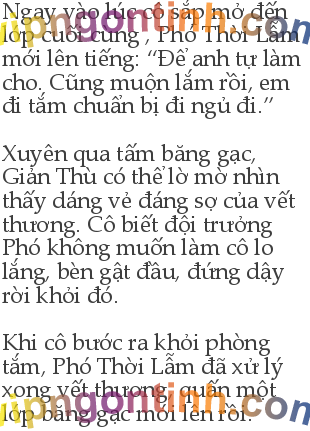 Ngay vào lúc cô sắp mở đến
lớp cuối cùng , Phó Thời Lẫm
mới lên tiếng: “Để anh tự làm
cho. Cũng muộn lắm rồi, em
đi tắm chuẩn bị đi ngủ đi.”

Xuyên qua tấm băng gạc,
Giản Thù có thể lờ mờ nhìn
thấy dáng vẻ đáng sợ của vết
thương. Cô biết đội trưởng
Phó không muốn làm cô lo
lắng, bèn gật đầu, đứng dậy
rời khỏi đó.

Khi cô bước ra khỏi phòng
tắm, Phó Thời Lẫm đã xử lý
xong vết thương, quấn một
lớp băng gạc mới lên rồi.